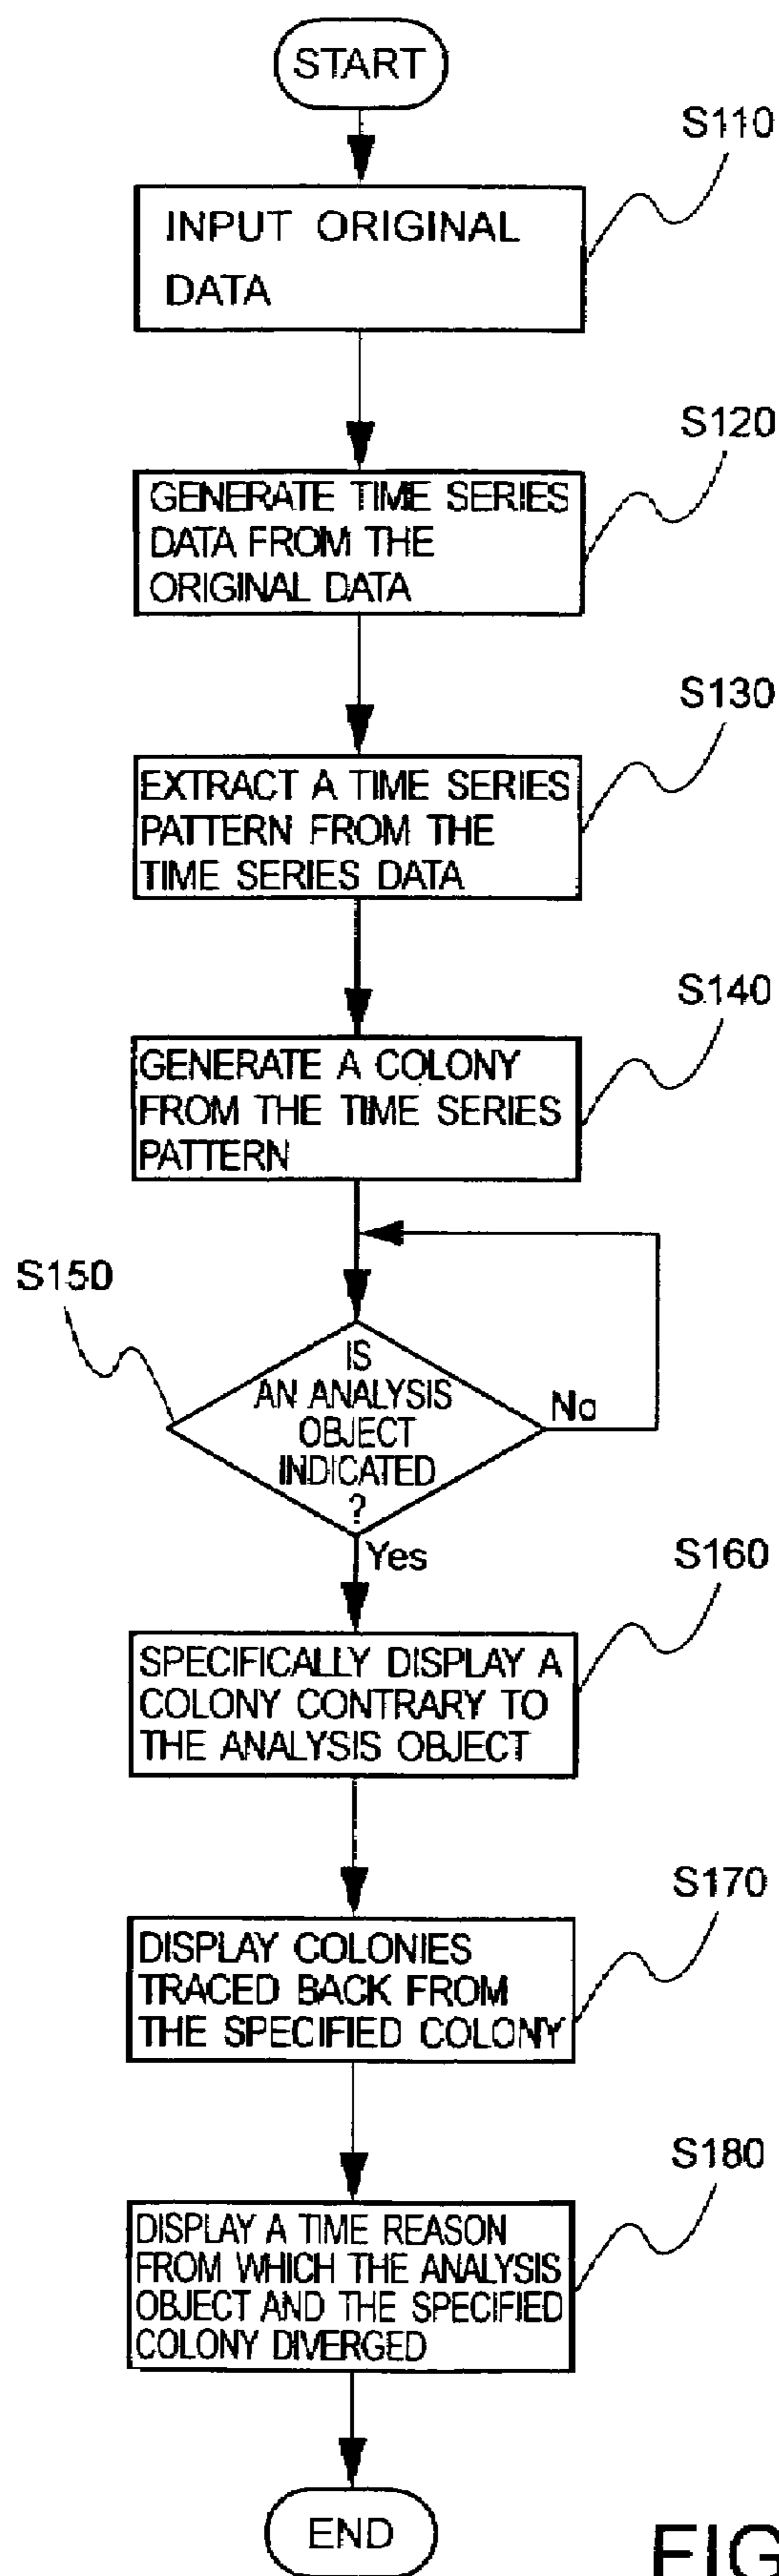 START
S110
INPUT ORIGINAL
DATA
S120
GENERATE TIME SERIES
DATA FROM THE
ORIGINAL DATA
S130
EXTRACT A TIME SERIES
PATTERN FROM THE
TIME SERIES DATA
S140
GENERATE A COLONY
FROM THE TIME SERIES
PATTERN
S150
IS
AN ANALYSIS
OBJECT
INDICATED
?
No
Yes
S160
SPECIFICALLY DISPLAY A
COLONY CONTRARY TO
THE ANALYSIS OBJECT
S170
DISPLAY COLONIES
TRACED BACK FROM
THE SPECIFIED COLONY
S180
DISPLAY A TIME REASON
FROM WHICH THE ANALYSIS
OBJECT AND THE SPECIFIED
COLONY DIVERGED
END
FIG